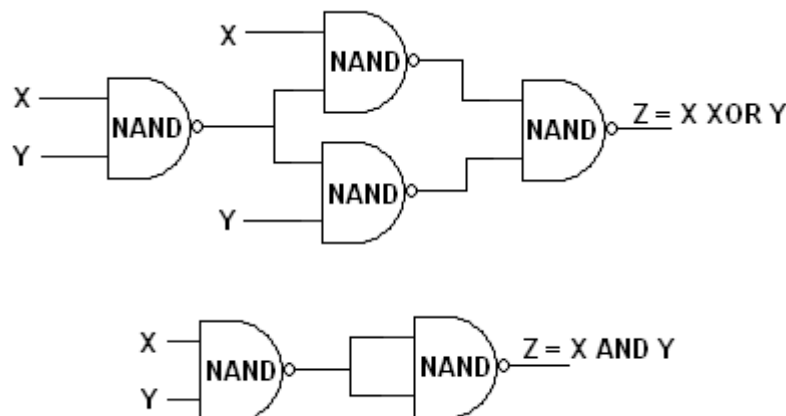 X
NAND
X
NAND
NAND
Z = X XOR Y
Y
NAND
Y
X
NAND
NAND
Z = X AND Y
Y